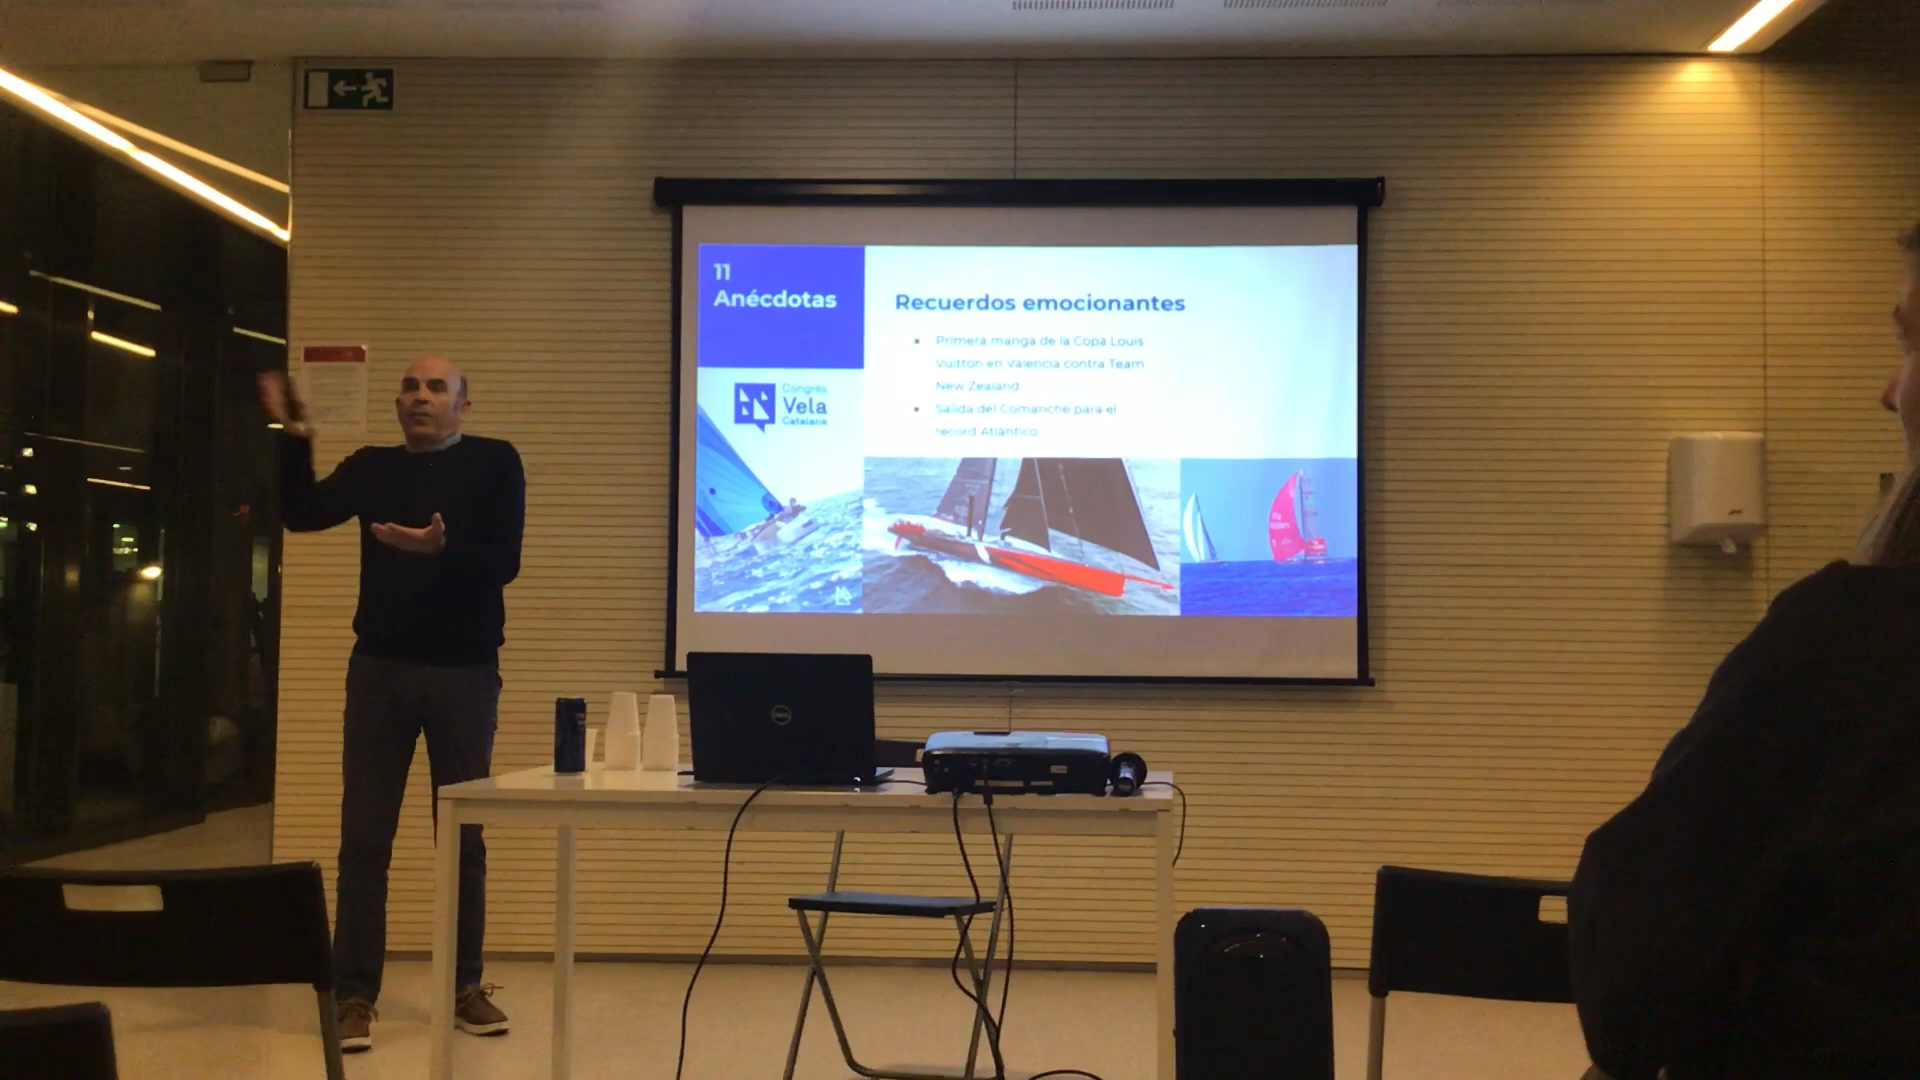 11
Anécdotas
Recuerdos emocionantes
Primera manga de la Copa Louis
Vuitton en Valencia contra Team
New Zealand
Salida del Comanche para el
record Atlántico
Congrés
Vela
Catalana
DELL